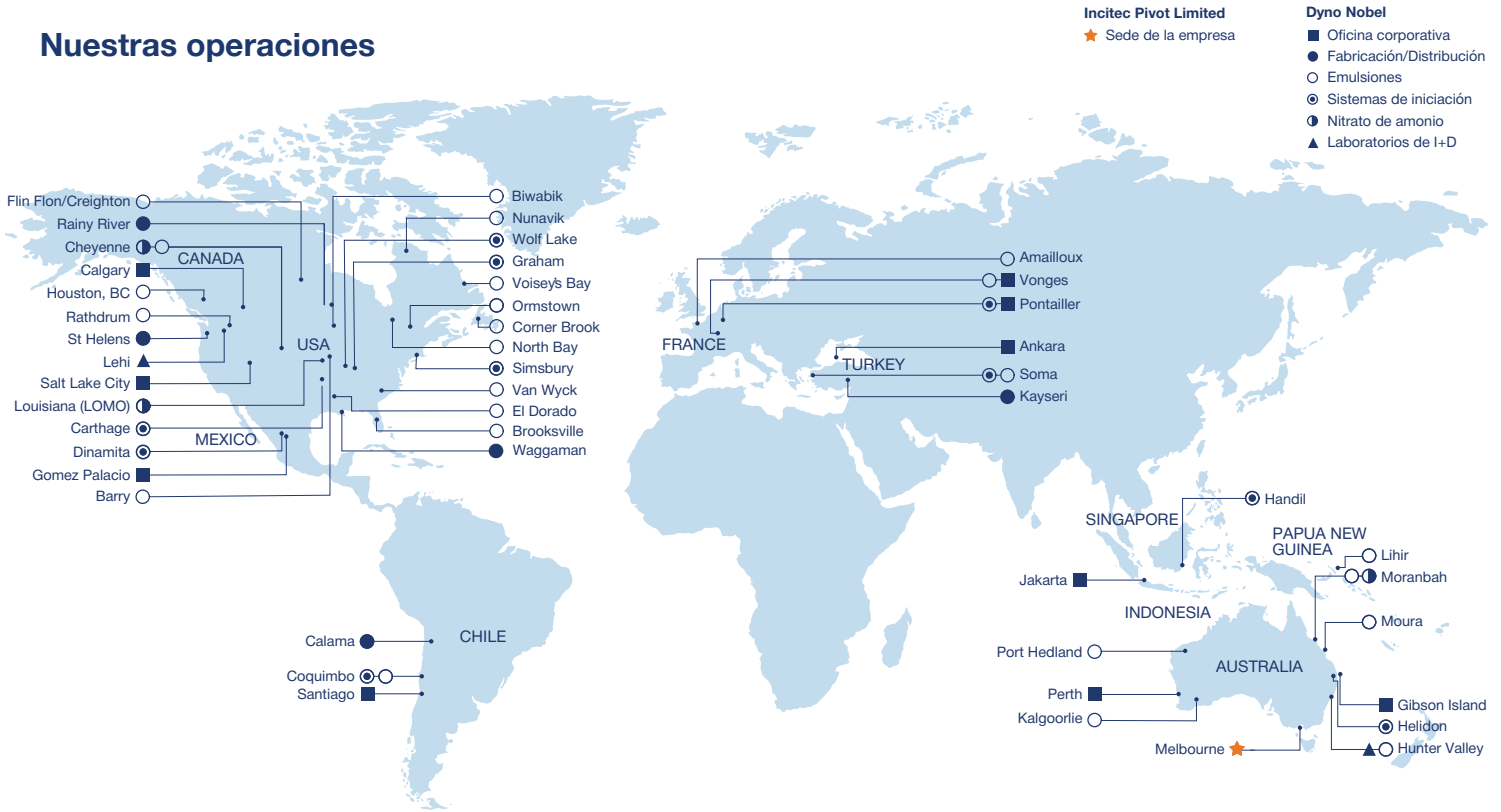 Nuestras operaciones
Incitec Pivot Limited
Sede de la empresa
Dyno Nobel
Oficina corporativa
Fabricación/Distribución
Emulsiones
Sistemas de iniciación
Nitrato de amonio
Laboratorios de I+D
Flin Flon/Creighton
Rainy River
Cheyenne
CANADA
Calgary
Houston, BC
Rathdrum
St Helens
USA
Lehi
Salt Lake City
Louisiana (LOMO)
Carthage
MEXICO
Dinamita
Gomez Palacio
Barry
Biwabik
Nunavik
Wolf Lake
Graham
Voisey's Bay
Ormstown
Corner Brook
North Bay
Simsbury
Van Wyck
El Dorado
Brooksville
Waggaman
Amailloux
Vonges
Pontailler
FRANCE
Ankara
TURKEY
Soma
Kayseri
Calama
CHILE
Coquimbo
Santiago
Handil
SINGAPORE
PAPUA NEW
GUINEA
Lihir
Jakarta
Moranbah
INDONESIA
Moura
Port Hedland
AUSTRALIA
Perth
Gibson Island
Kalgoorlie
Helidon
Melbourne
Hunter Valley